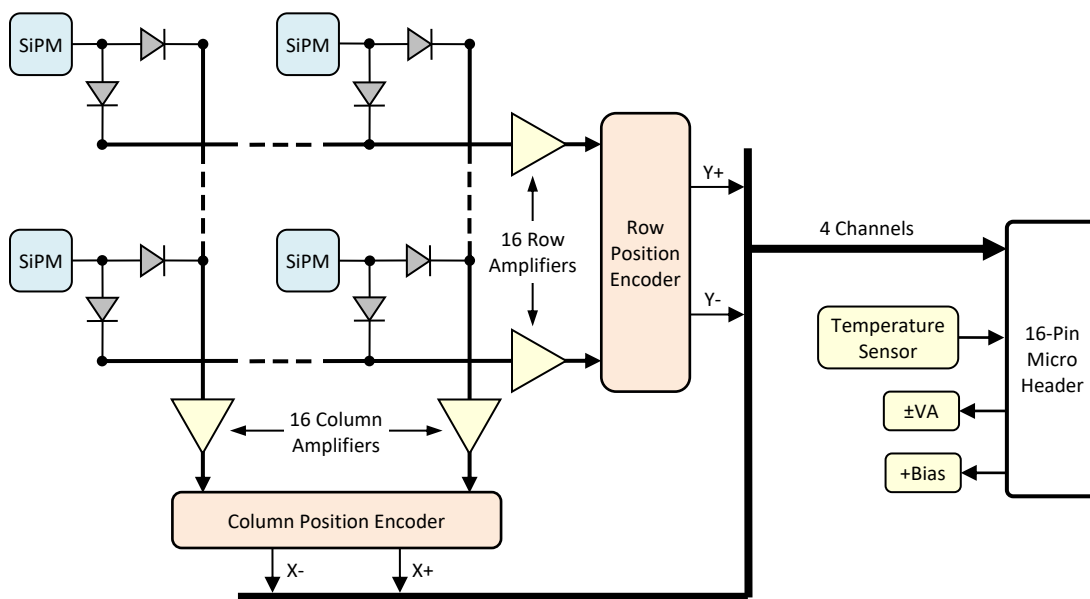 SiPM
SiPM
SiPM
SiPM
16 Row
Amplifiers
Row
Position
Encoder
Y+
Y-
4 Channels
Temperature
Sensor
16-Pin
Micro
Header
±VA
+Bias
16 Column
Amplifiers
Column Position Encoder
X-
X+